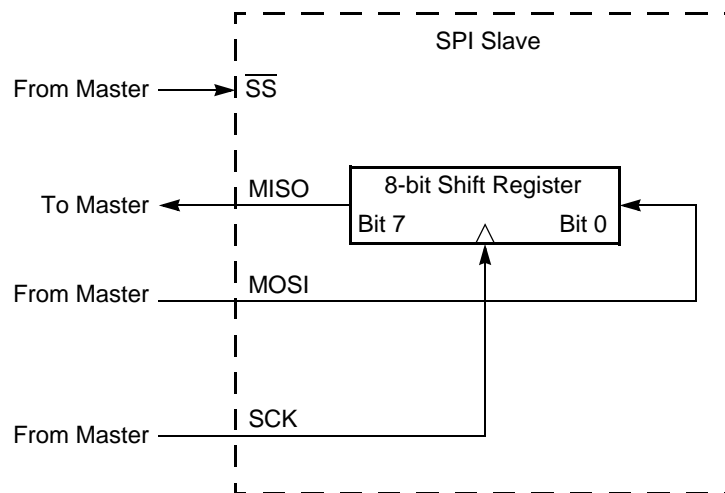 SPI Slave
From Master
S̅S̅
To Master
MISO
8-bit Shift Register
Bit 7
Bit 0
From Master
MOSI
From Master
SCK